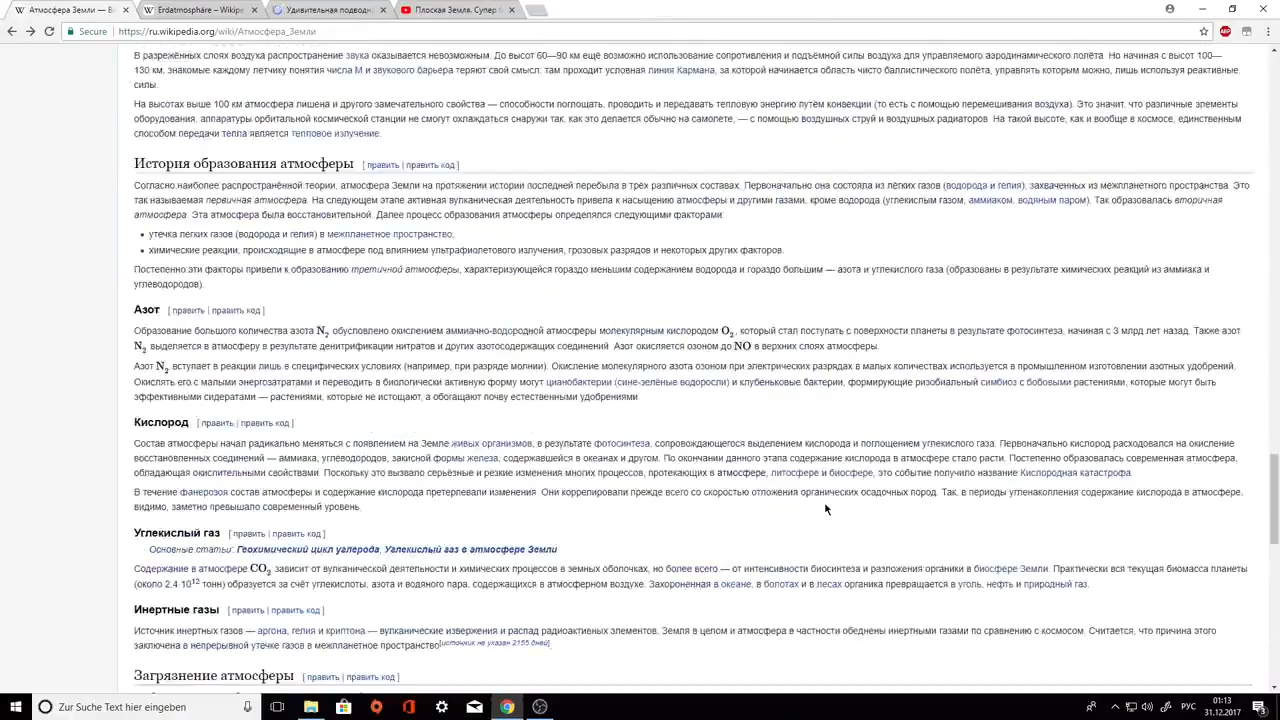 Атмосфера Земли — Ви
Erdatmosphäre – Wikipe
Удивительная подводн
Плоская Земля. Супер б
Secure
https://ru.wikipedia.org/wiki/Атмосфера_Земли
ABP
В разрежённых слоях воздуха распространение звука оказывается невозможным. До высот 60—90 км ещё возможно использование сопротивления и подъёмной силы воздуха для управляемого аэродинамического полёта. Но начиная с высот 100—
130 км, знакомые каждому летчику понятия числа М и звукового барьера теряют свой смысл: там проходит условная линия Кармана, за которой начинается область чисто баллистического полёта, управлять которым можно, лишь используя реактивные
силы.
На высотах выше 100 км атмосфера лишена и другого замечательного свойства — способности поглощать, проводить и передавать тепловую энергию путём конвекции (то есть с помощью перемешивания воздуха). Это значит, что различные элементы
оборудования, аппаратуры орбитальной космической станции не смогут охлаждаться снаружи так, как это делается обычно на самолете, — с помощью воздушных струй и воздушных радиаторов. На такой высоте, как и вообще в космосе, единственным
способом передачи тепла является тепловое излучение.
История образования атмосферы [ править | править код ]
Согласно наиболее распространённой теории, атмосфера Земли на протяжении истории последней перебыла в трёх различных составах. Первоначально она состояла из лёгких газов (водорода и гелия), захваченных из межпланетного пространства. Это
так называемая первичная атмосфера. На следующем этапе активная вулканическая деятельность привела к насыщению атмосферы и другими газами, кроме водорода (углекислым газом, аммиаком, водяным паром). Так образовалась вторичная
атмосфера. Эта атмосфера была восстановительной. Далее процесс образования атмосферы определялся следующими факторами:
• утечка легких газов (водорода и гелия) в межпланетное пространство;
• химические реакции, происходящие в атмосфере под влиянием ультрафиолетового излучения, грозовых разрядов и некоторых других факторов.
Постепенно эти факторы привели к образованию третичной атмосферы, характеризующейся гораздо меньшим содержанием водорода и гораздо большим — азота и углекислого газа (образованы в результате химических реакций из аммиака и
углеводородов).
Азот [ править | править код ]
Образование большого количества азота N₂ обусловлено окислением аммиачно-водородной атмосферы молекулярным кислородом O₂, который стал поступать с поверхности планеты в результате фотосинтеза, начиная с 3 млрд лет назад. Также азот
N₂ выделяется в атмосферу в результате денитрификации нитратов и других азотсодержащих соединений. Азот окисляется озоном до NO в верхних слоях атмосферы.
Азот N₂ вступает в реакции лишь в специфических условиях (например, при разряде молнии). Окисление молекулярного азота озоном при электрических разрядах в малых количествах используется в промышленном изготовлении азотных удобрений.
Окислять его с малыми энергозатратами и переводить в биологически активную форму могут цианобактерии (сине-зелёные водоросли) и клубеньковые бактерии, формирующие ризобиальный симбиоз с бобовыми растениями, которые могут быть
эффективными сидератами — растениями, которые не истощают, а обогащают почву естественными удобрениями.
Кислород [ править | править код ]
Состав атмосферы начал радикально меняться с появлением на Земле живых организмов, в результате фотосинтеза, сопровождающегося выделением кислорода и поглощением углекислого газа. Первоначально кислород расходовался на окисление
восстановленных соединений — аммиака, углеводородов, закисной формы железа, содержавшейся в океанах и другом. По окончании данного этапа содержание кислорода в атмосфере стало расти. Постепенно образовалась современная атмосфера,
обладающая окислительными свойствами. Поскольку это вызвало серьёзные и резкие изменения многих процессов, протекающих в атмосфере, литосфере и биосфере, это событие получило название Кислородная катастрофа.
В течение фанерозоя состав атмосферы и содержание кислорода претерпевали изменения. Они коррелировали прежде всего со скоростью отложения органических осадочных пород. Так, в периоды угленакопления содержание кислорода в атмосфере,
видимо, заметно превышало современный уровень.
Углекислый газ [ править | править код ]
Основные статьи: Геохимический цикл углерода, Углекислый газ в атмосфере Земли
Содержание в атмосфере CO₂ зависит от вулканической деятельности и химических процессов в земных оболочках, но более всего — от интенсивности биосинтеза и разложения органики в биосфере Земли. Практически вся текущая биомасса планеты
(около 2,4·10¹² тонн) образуется за счёт углекислоты, азота и водяного пара, содержащихся в атмосферном воздухе. Захороненная в океане, в болотах и в лесах органика превращается в уголь, нефть и природный газ.
Инертные газы [ править | править код ]
Источник инертных газов — аргона, гелия и криптона — вулканические извержения и распад радиоактивных элементов. Земля в целом и атмосфера в частности обеднены инертными газами по сравнению с космосом. Считается, что причина этого
заключена в непрерывной утечке газов в межпланетное пространство[источник не указан 2155 дней].
Загрязнение атмосферы [ править | править код ]
Zur Suche Text hier eingeben
РУС
01:13
31.12.2017
3